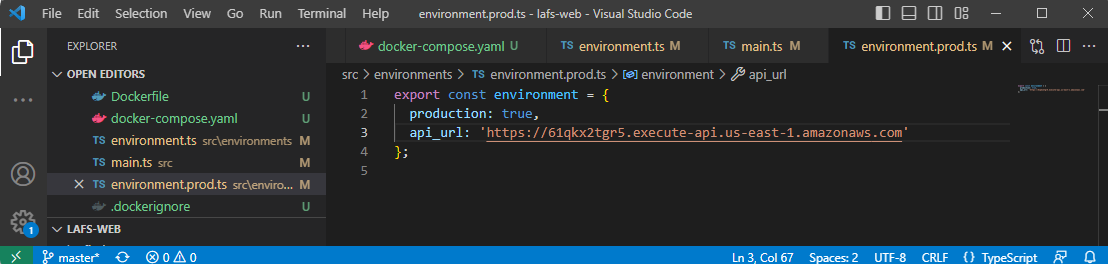 File Edit Selection View Go Run Terminal Help environment.prod.ts - lafs-web - Visual Studio Code
EXPLORER
docker-compose.yaml U
TS environment.ts M
TS main.ts M
TS environment.prod.ts M
OPEN EDITORS
Dockerfile U
docker-compose.yaml U
TS environment.ts src\environments M
TS main.ts src M
TS environment.prod.ts src\enviro... M
.dockerignore U
LAFS-WEB
src > environments > TS environment.prod.ts > environment > api_url
1 export const environment = {
2 production: true,
3 api_url: 'https://61qkx2tgr5.execute-api.us-east-1.amazonaws.com'
4 };
5
1
master* 0 0 Ln 3, Col 67 Spaces: 2 UTF-8 CRLF {} TypeScript